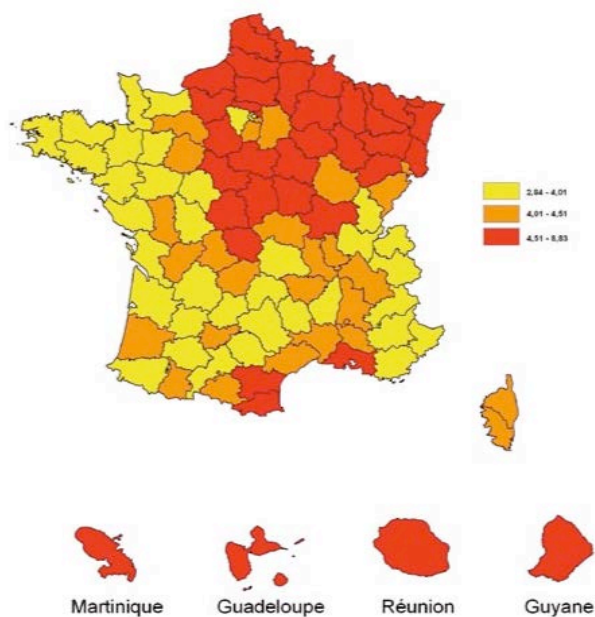 2,84 - 4,01
4,01 - 4,51
4,51 - 5,83
Martinique
Guadeloupe
Réunion
Guyane